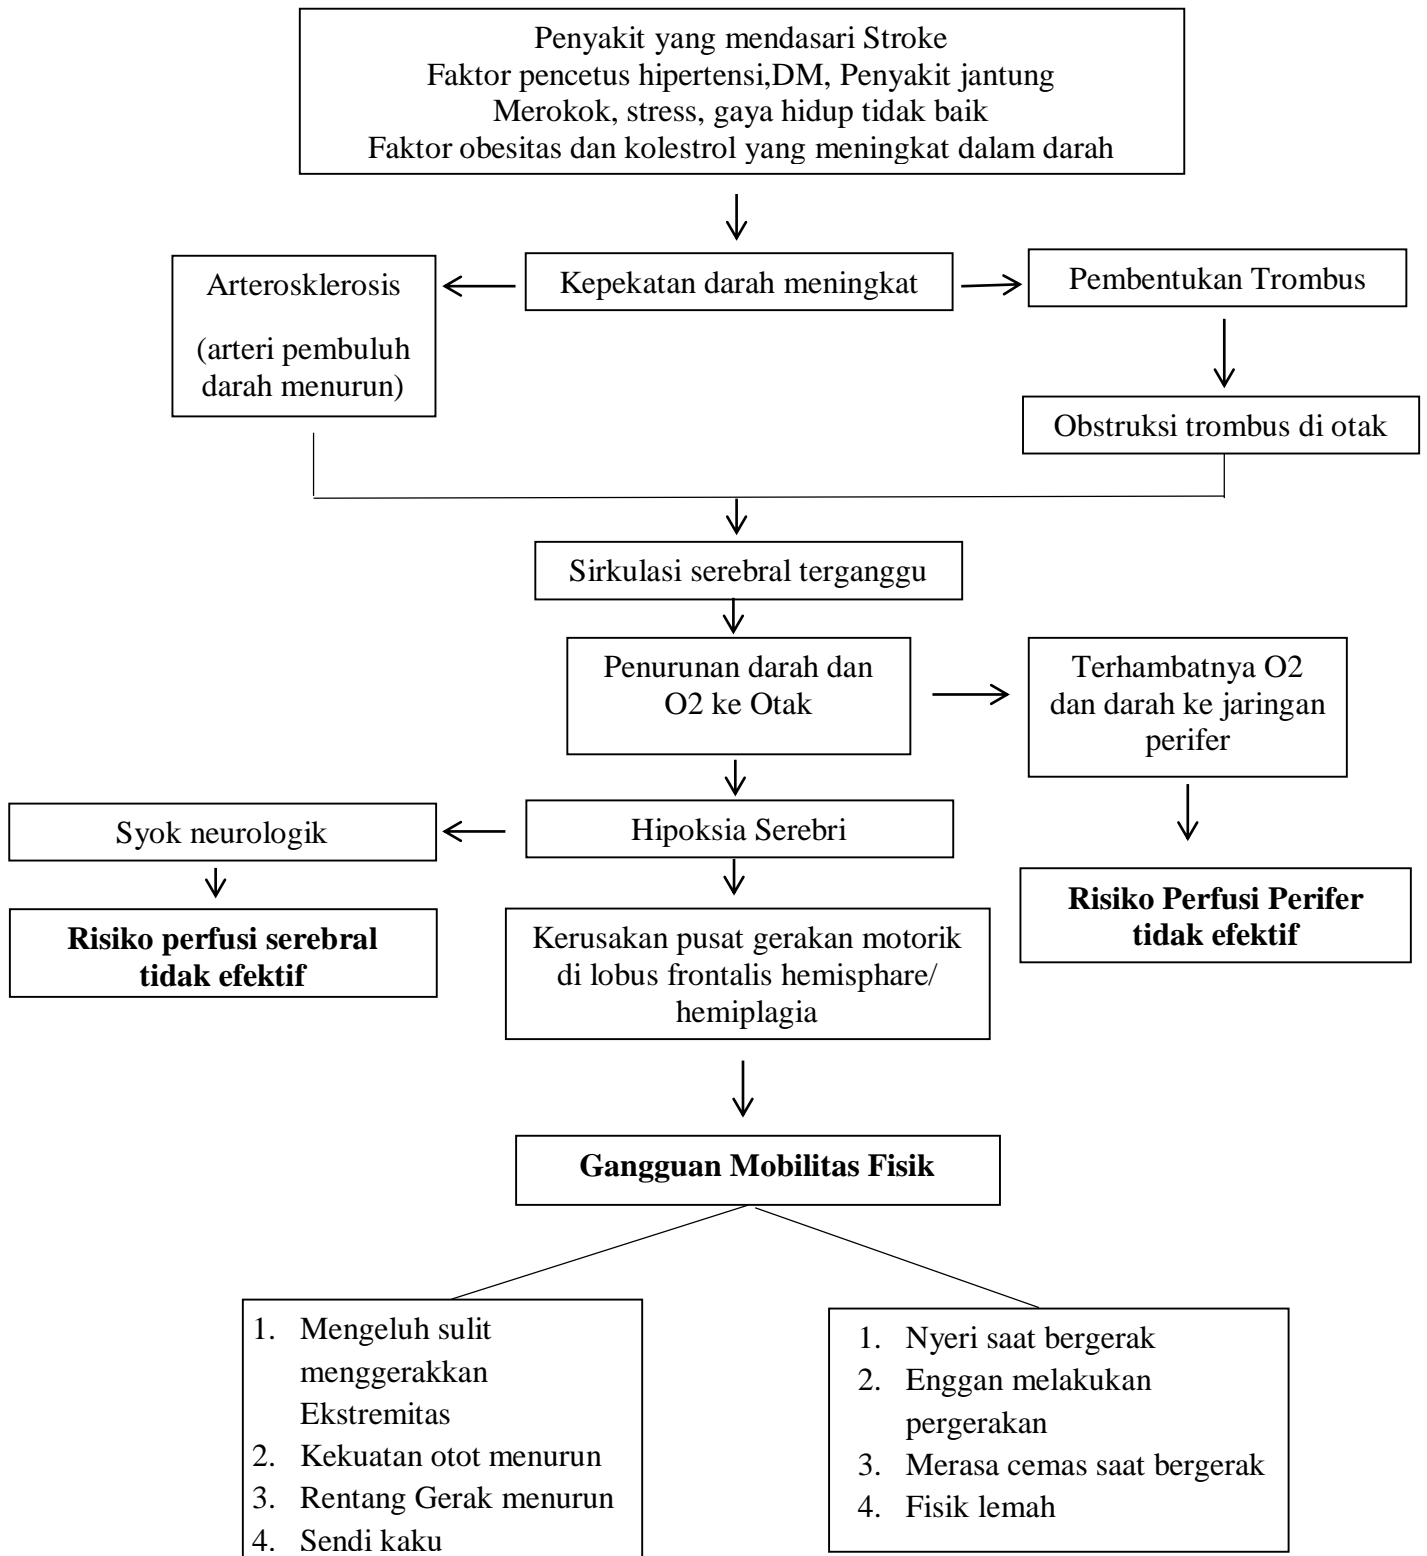 Penyakit yang mendasari Stroke
Faktor pencetus hipertensi,DM, Penyakit jantung
Merokok, stress, gaya hidup tidak baik
Faktor obesitas dan kolestrol yang meningkat dalam darah
Arterosklerosis
(arteri pembuluh
darah menurun)
Kepekatan darah meningkat
Pembentukan Trombus
Obstruksi trombus di otak
Sirkulasi serebral terganggu
Penurunan darah dan
O2 ke Otak
Terhambatnya O2
dan darah ke jaringan
perifer
Syok neurologik
Hipoksia Serebri
Risiko perfusi serebral
tidak efektif
Kerusakan pusat gerakan motorik
di lobus frontalis hemisphare/
hemiplagia
Risiko Perfusi Perifer
tidak efektif
Gangguan Mobilitas Fisik
1. Mengeluh sulit
menggerakkan
Ekstremitas
2. Kekuatan otot menurun
3. Rentang Gerak menurun
4. Sendi kaku
1. Nyeri saat bergerak
2. Enggan melakukan
pergerakan
3. Merasa cemas saat bergerak
4. Fisik lemah